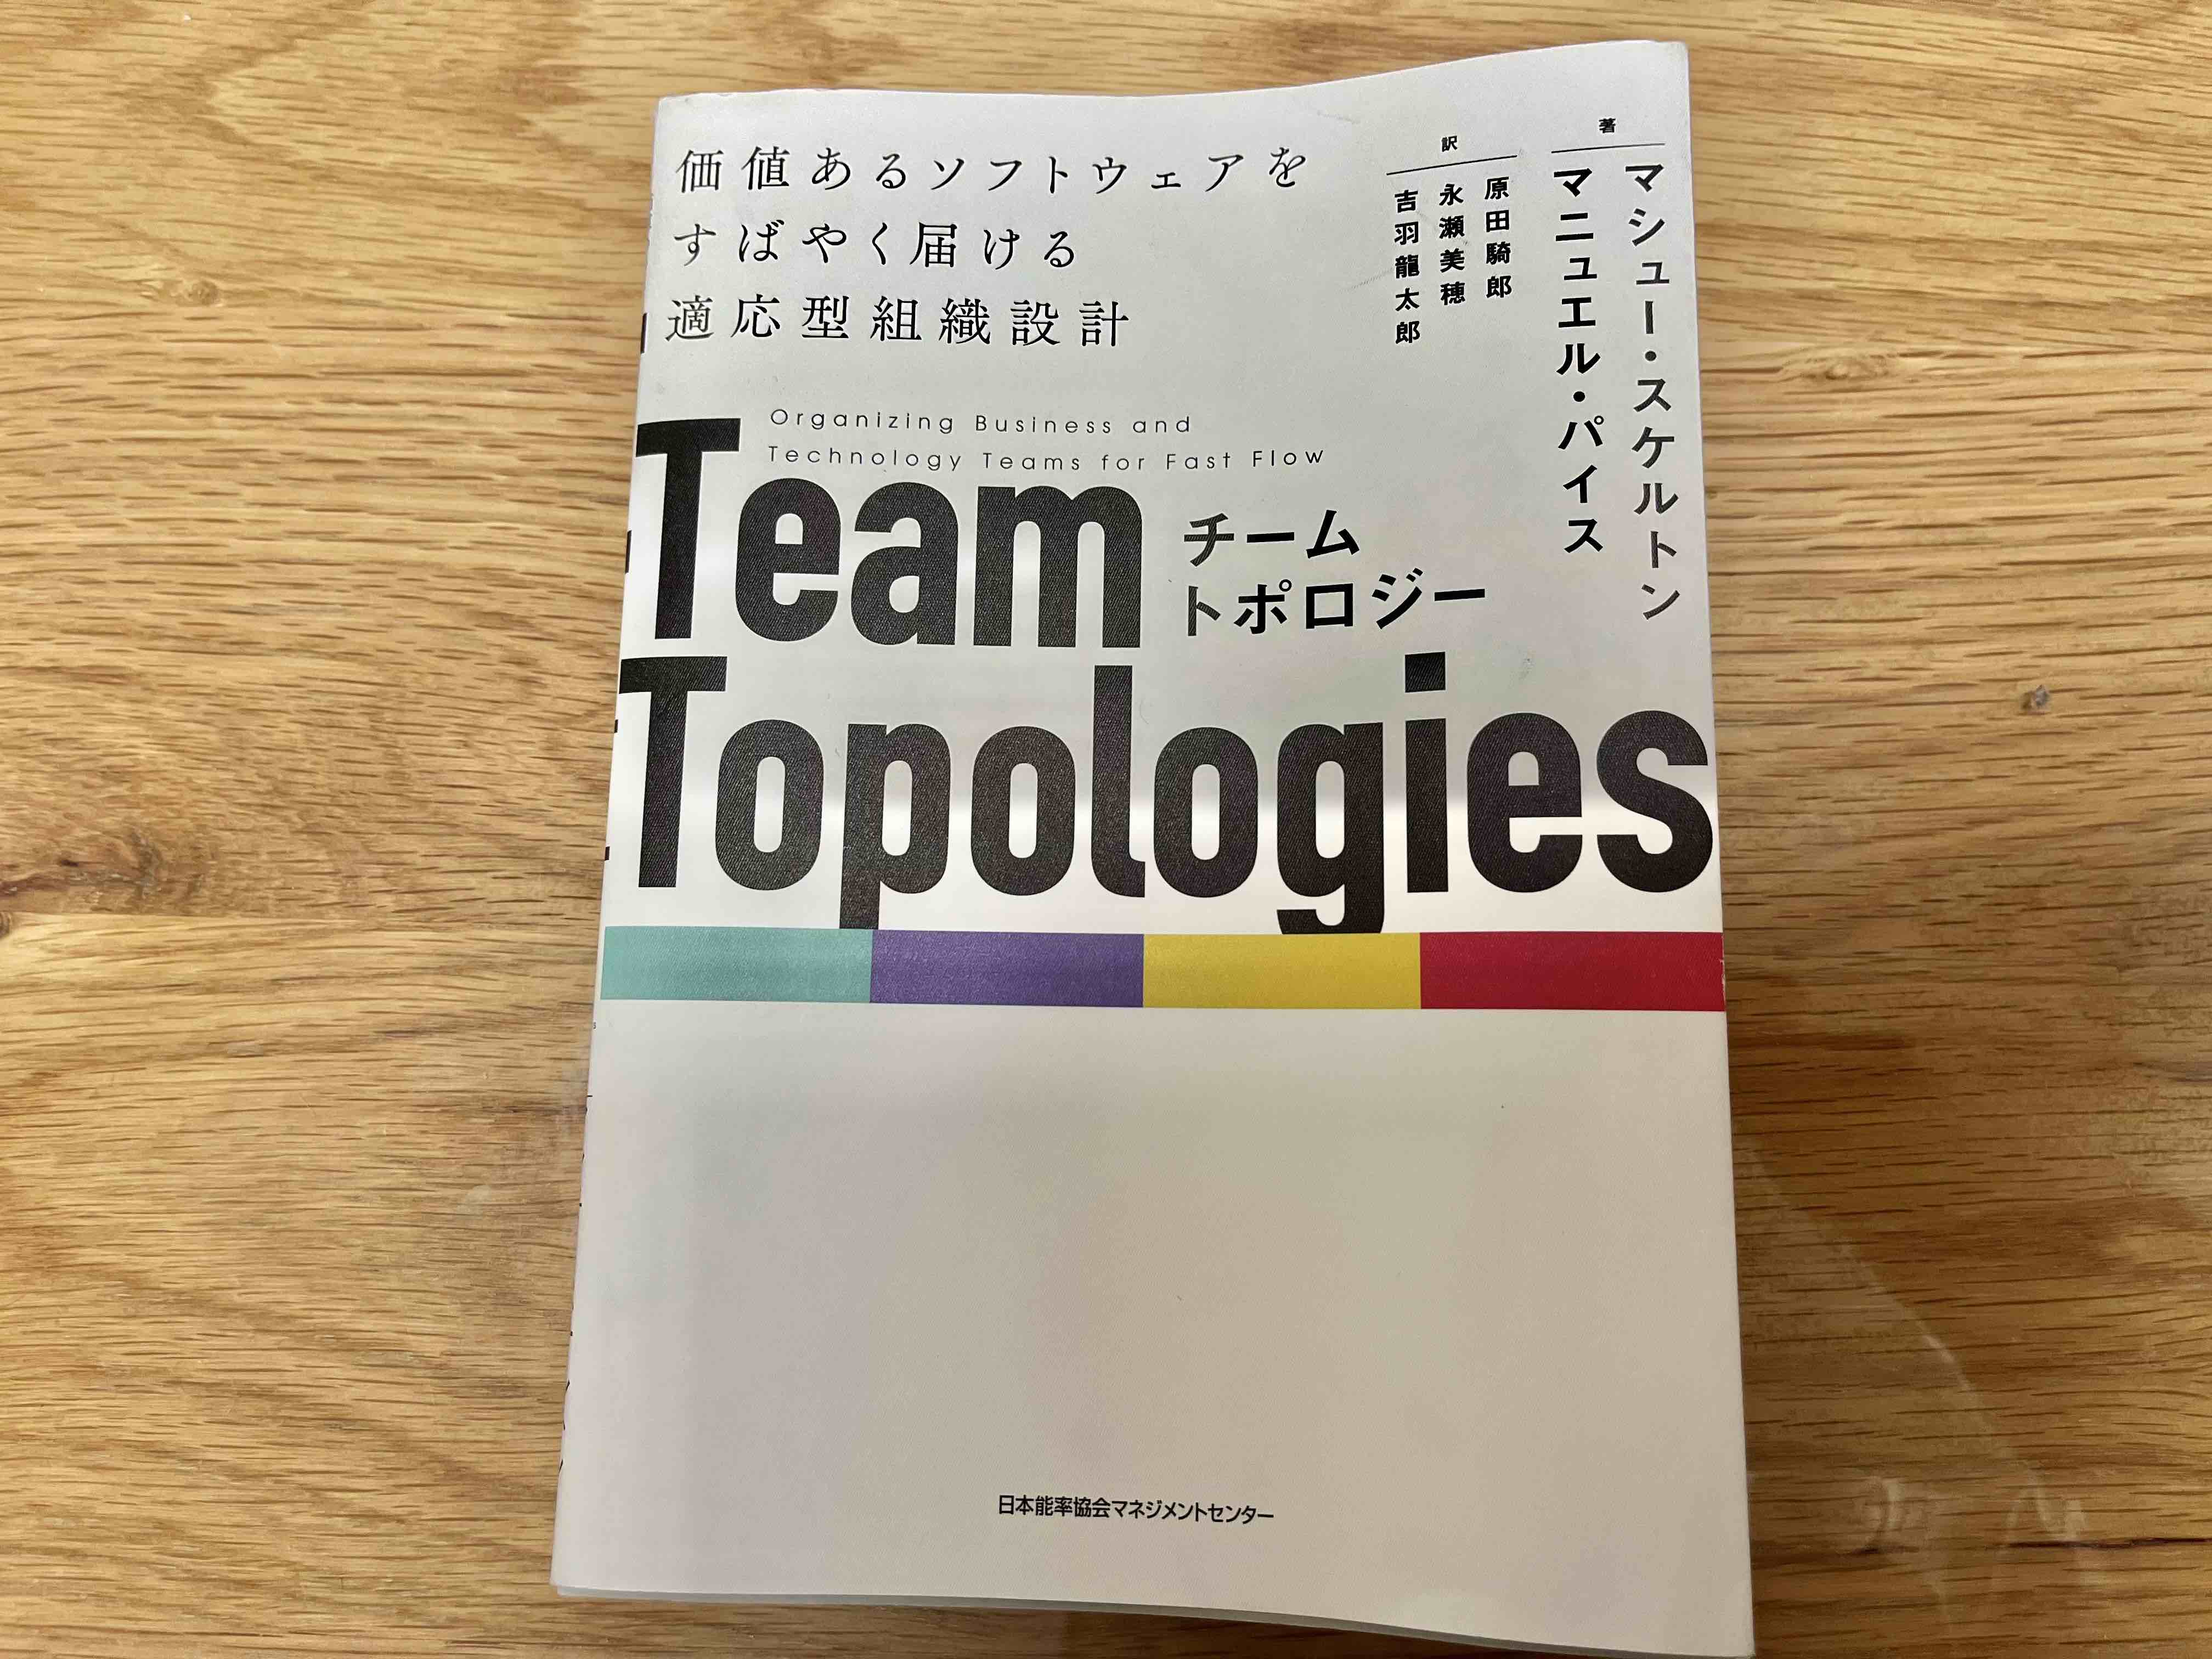 価値あるソフトウェアを
すばやく届ける
適応型組織設計
著
マシュー・スケルトン
マニュエル・パイス
訳
原田騎郎
永瀬美穂
吉羽龍太郎
Organizing Business and
Technology Teams for Fast Flow
Team
チーム
トポロジー
Topologies
日本能率協会マネジメントセンター